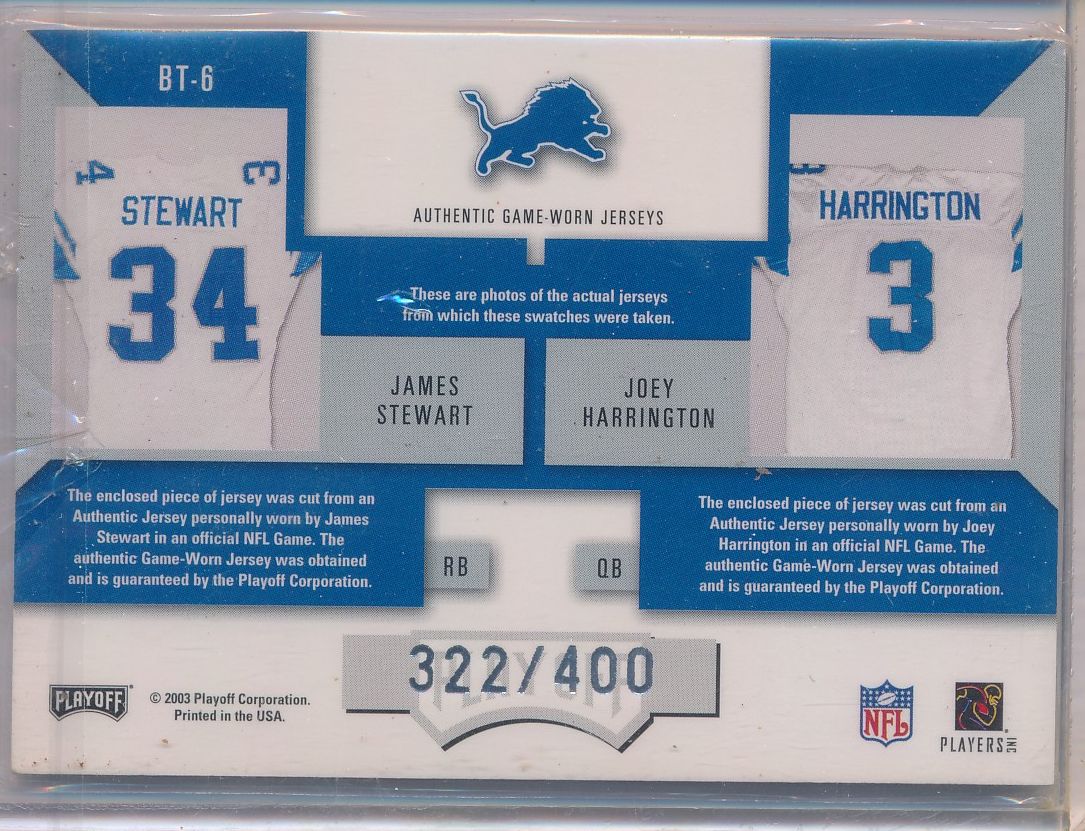 BT-6
4 3
STEWART
34
AUTHENTIC GAME-WORN JERSEYS
3
HARRINGTON
3
These are photos of the actual jerseys
from which these swatches were taken.
JAMES
STEWART
JOEY
HARRINGTON
The enclosed piece of jersey was cut from an
Authentic Jersey personally worn by James
Stewart in an official NFL Game. The
authentic Game-Worn Jersey was obtained
and is guaranteed by the Playoff Corporation.
RB
QB
The enclosed piece of jersey was cut from an
Authentic Jersey personally worn by Joey
Harrington in an official NFL Game. The
authentic Game-Worn Jersey was obtained
and is guaranteed by the Playoff Corporation.
PLAYOFF
322/400
PLAYOFF
© 2003 Playoff Corporation.
Printed in the USA.
NFL
PLAYERS INC